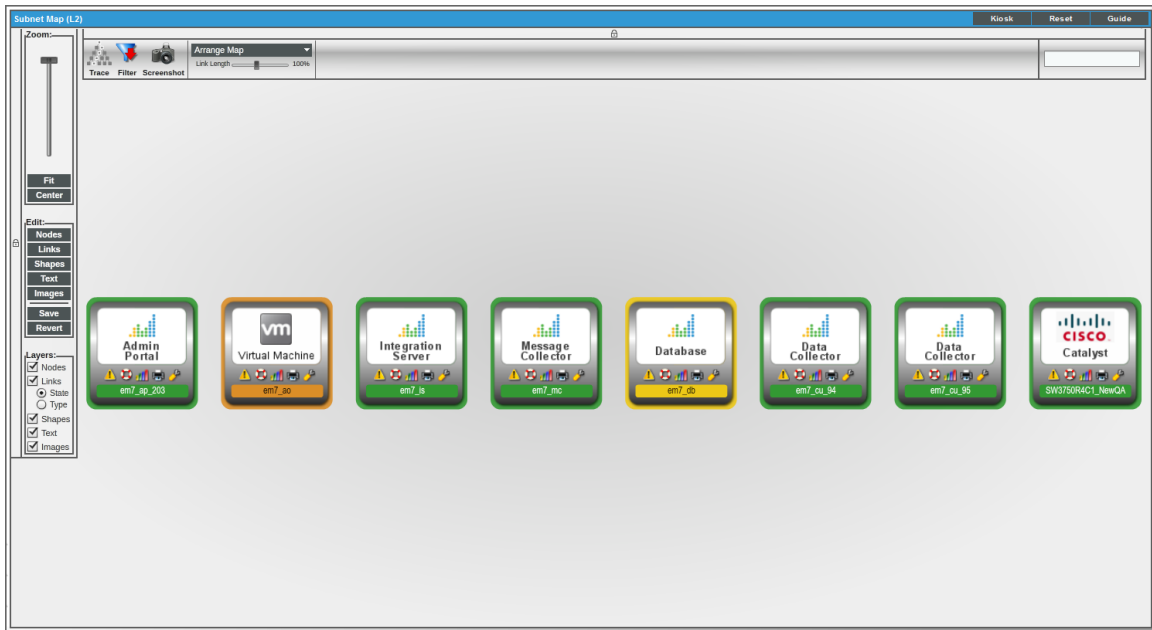 Subnet Map (L2)
Kiosk
Reset
Guide
Zoom:
Fit
Center
Edit:
Nodes
Links
Shapes
Text
Images
Save
Revert
Layers:
Nodes
Links
State
Type
Shapes
Text
Images
Trace
Filter
Screenshot
Arrange Map
Link Length
100%
Admin
Portal
em7_ap_203
vm
Virtual Machine
em7_ao
Integration
Server
em7_is
Message
Collector
em7_mc
Database
em7_db
Data
Collector
em7_cu_94
Data
Collector
em7_cu_95
CISCO
Catalyst
SW3750R4C1_NewQA